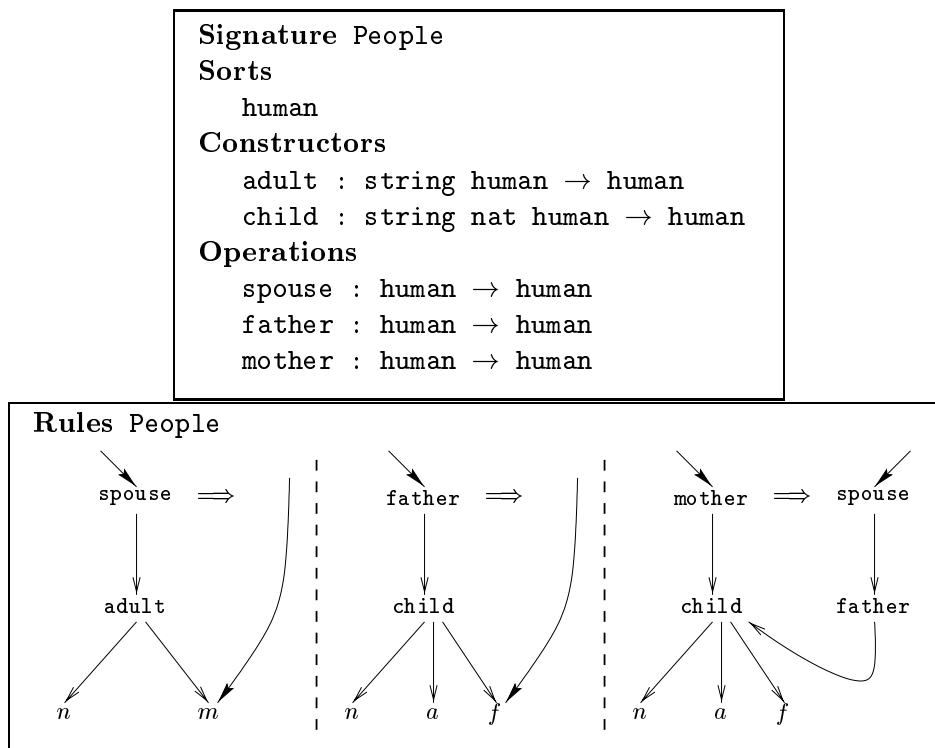 Signature People
Sorts
human
Constructors
adult : string human → human
child : string nat human → human
Operations
spouse : human → human
father : human → human
mother : human → human
Rules People
spouse ⟹
adult
n m
father ⟹
child
n a f
mother ⟹ spouse
child father
n a f